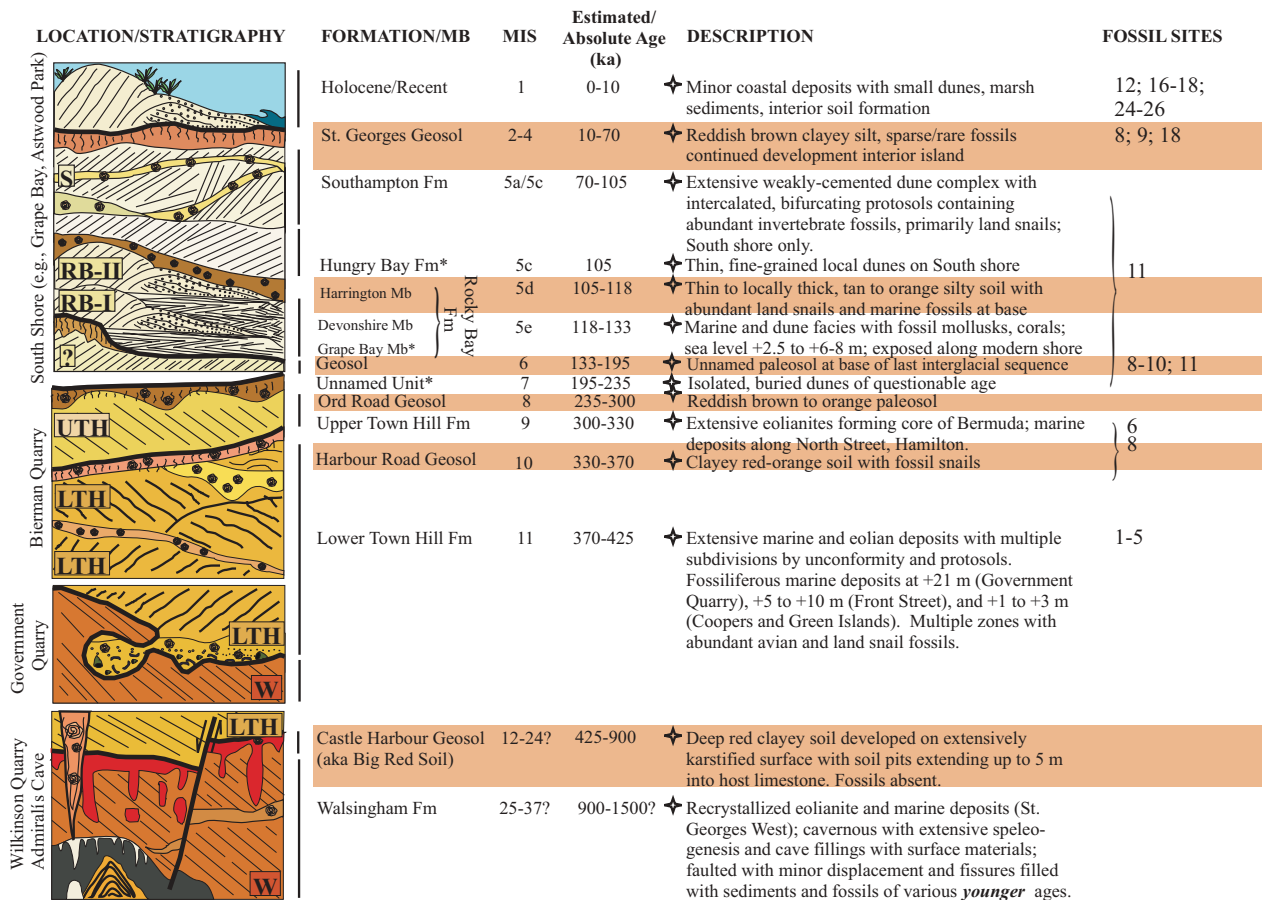 LOCATION/STRATIGRAPHY FORMATION/MB MIS Estimated/ Absolute Age (ka) DESCRIPTION FOSSIL SITES
South Shore (e.g., Grape Bay, Astwood Park)
S
RB-II
RB-I
?
Bierman Quarry
UTH
LTH
LTH
Government
Quarry
LTH
W
Wilkinson Quarry
Admiral's Cave
LTH
W
Holocene/Recent 1 0-10 Minor coastal deposits with small dunes, marsh 12; 16-18;
sediments, interior soil formation 24-26
St. Georges Geosol 2-4 10-70 Reddish brown clayey silt, sparse/rare fossils 8; 9; 18
continued development interior island
Southampton Fm 5a/5c 70-105 Extensive weakly-cemented dune complex with
intercalated, bifurcating protosols containing
abundant invertebrate fossils, primarily land snails;
South shore only.
Hungry Bay Fm* 5c 105 Thin, fine-grained local dunes on South shore 11
Rocky Bay
Fm
Harrington Mb 5d 105-118 Thin to locally thick, tan to orange silty soil with
abundant land snails and marine fossils at base
Devonshire Mb 5e 118-133 Marine and dune facies with fossil mollusks, corals;
Grape Bay Mb* sea level +2.5 to +6-8 m; exposed along modern shore
Geosol 6 133-195 Unnamed paleosol at base of last interglacial sequence 8-10; 11
Unnamed Unit* 7 195-235 Isolated, buried dunes of questionable age
Ord Road Geosol 8 235-300 Reddish brown to orange paleosol
Upper Town Hill Fm 9 300-330 Extensive eolianites forming core of Bermuda; marine 6
deposits along North Street, Hamilton. 8
Harbour Road Geosol 10 330-370 Clayey red-orange soil with fossil snails
Lower Town Hill Fm 11 370-425 Extensive marine and eolian deposits with multiple 1-5
subdivisions by unconformity and protosols.
Fossiliferous marine deposits at +21 m (Government
Quarry), +5 to +10 m (Front Street), and +1 to +3 m
(Coopers and Green Islands). Multiple zones with
abundant avian and land snail fossils.
Castle Harbour Geosol 12-24? 425-900 Deep red clayey soil developed on extensively
(aka Big Red Soil) karstified surface with soil pits extending up to 5 m
into host limestone. Fossils absent.
Walsingham Fm 25-37? 900-1500? Recrystallized eolianite and marine deposits (St.
Georges West); cavernous with extensive speleo-
genesis and cave fillings with surface materials;
faulted with minor displacement and fissures filled
with sediments and fossils of various younger ages.